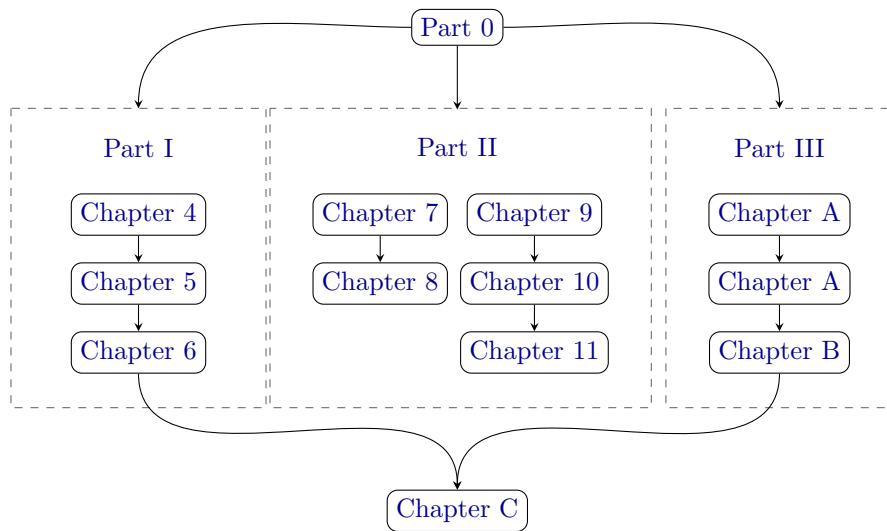 Part 0
Part I
Part II
Part III
Chapter 4
Chapter 7
Chapter 9
Chapter A
Chapter 5
Chapter 8
Chapter 10
Chapter A
Chapter 6
Chapter 11
Chapter B
Chapter C